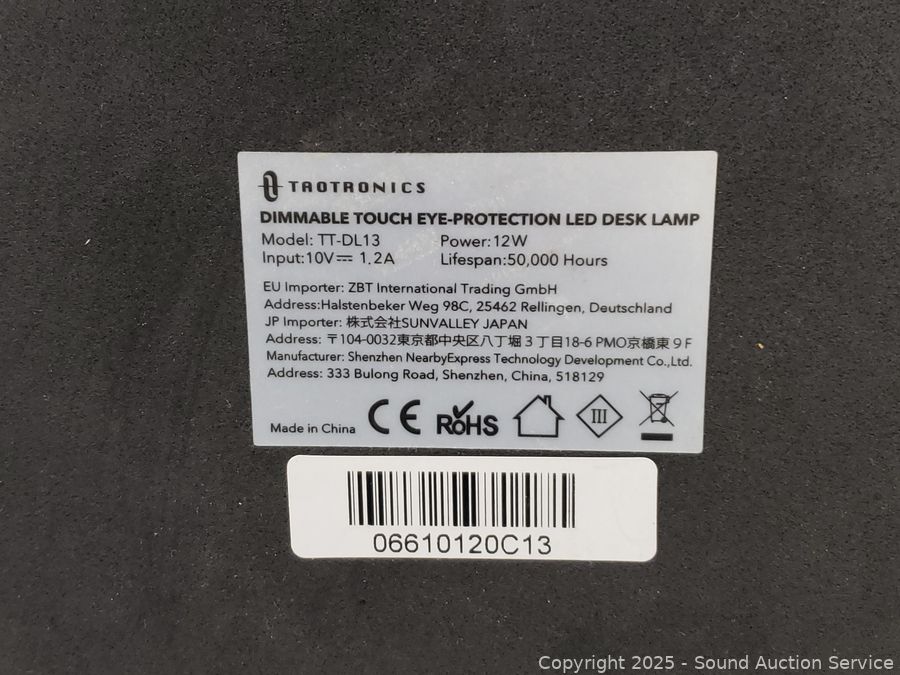 TAOTRONICS
DIMMABLE TOUCH EYE-PROTECTION LED DESK LAMP
Model: TT-DL13 Power:12W
Input:10V⎓ 1.2A Lifespan:50,000 Hours
EU Importer: ZBT International Trading GmbH
Address:Halstenbeker Weg 98C, 25462 Rellingen, Deutschland
JP Importer: 株式会社SUNVALLEY JAPAN
Address: 〒104-0032東京都中央区八丁堀3丁目18-6 PMO京橋東9F
Manufacturer: Shenzhen NearbyExpress Technology Development Co.,Ltd.
Address: 333 Bulong Road, Shenzhen, China, 518129
Made in China CE RoHS III
06610120C13
Copyright 2025 - Sound Auction Service